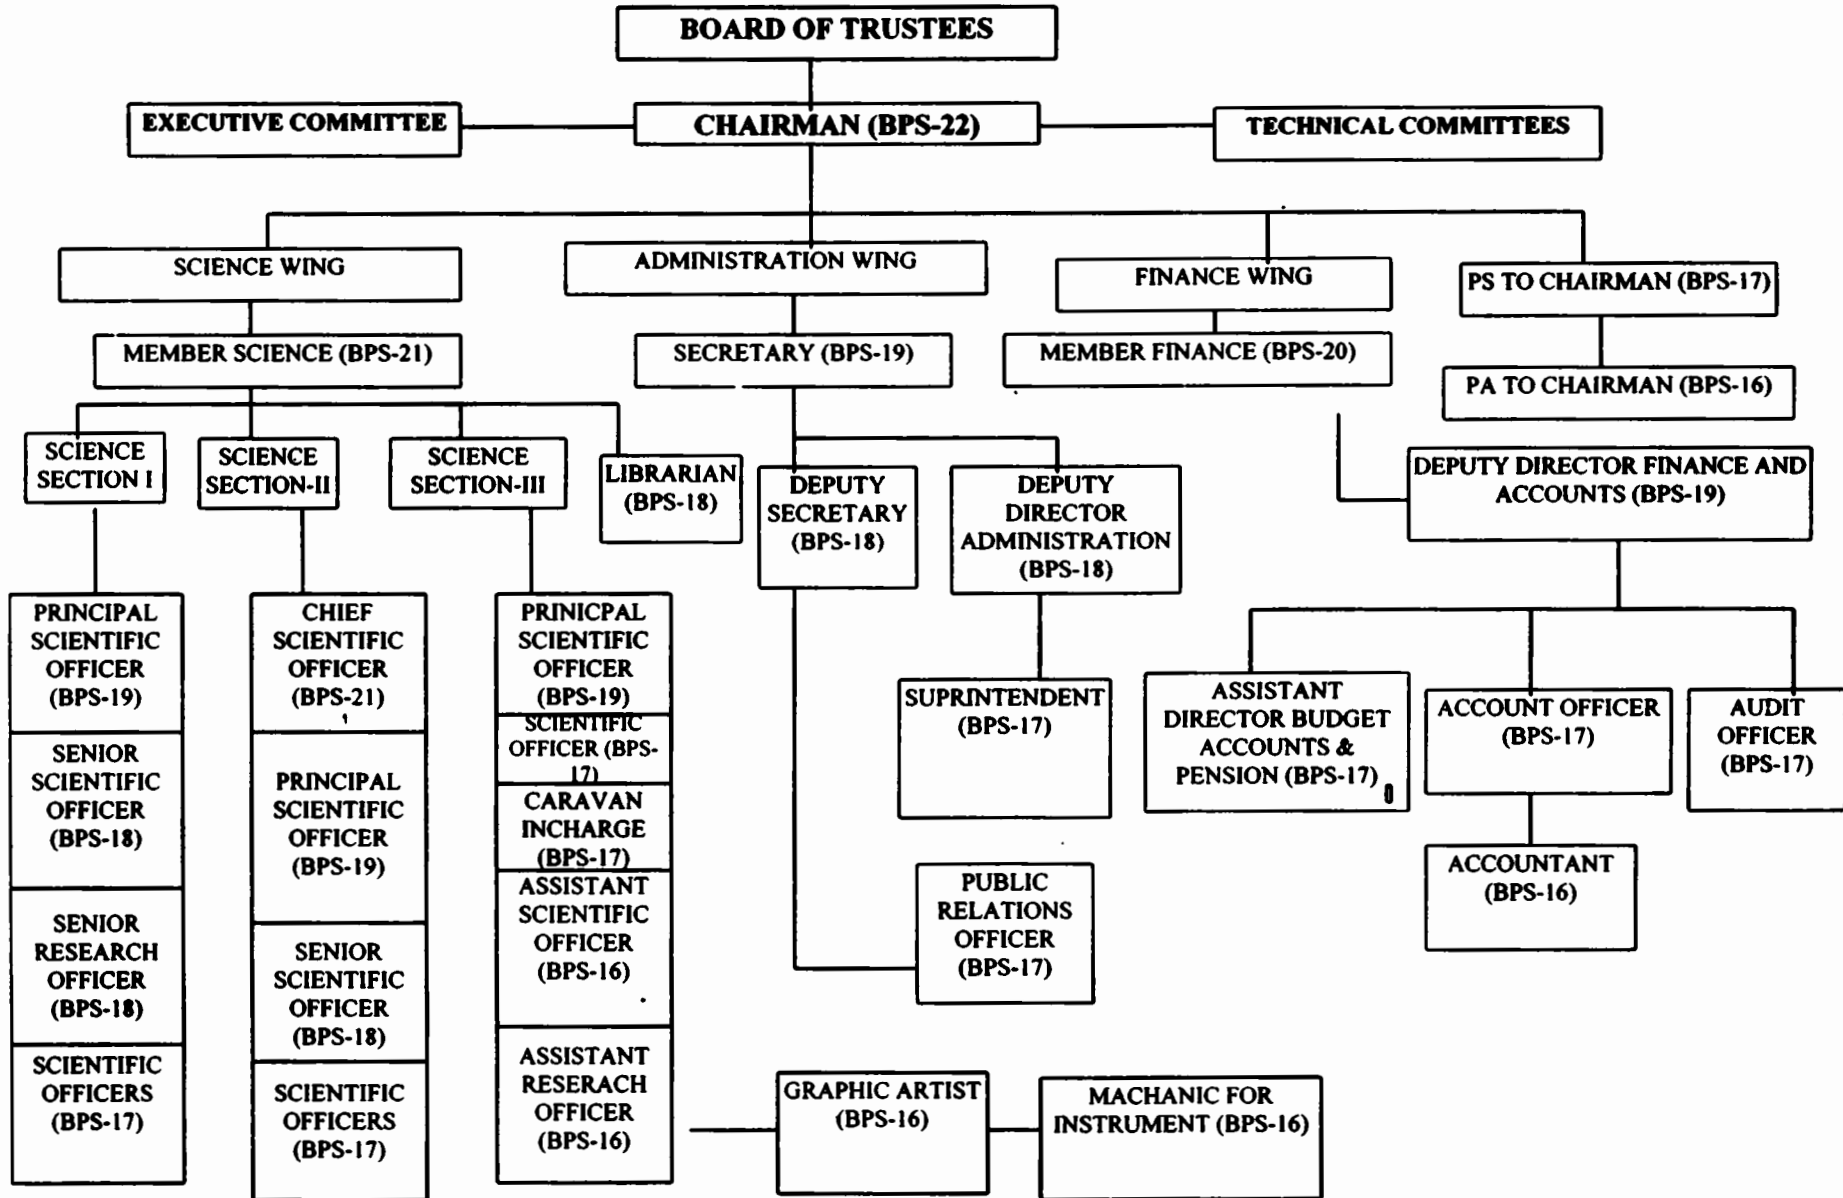 BOARD OF TRUSTEES
EXECUTIVE COMMITTEE
CHAIRMAN (BPS-22)
TECHNICAL COMMITTEES
SCIENCE WING
ADMINISTRATION WING
FINANCE WING
PS TO CHAIRMAN (BPS-17)
MEMBER SCIENCE (BPS-21)
SECRETARY (BPS-19)
MEMBER FINANCE (BPS-20)
PA TO CHAIRMAN (BPS-16)
SCIENCE
SECTION I
SCIENCE
SECTION-II
SCIENCE
SECTION-III
LIBRARIAN
(BPS-18)
DEPUTY
SECRETARY
(BPS-18)
DEPUTY
DIRECTOR
ADMINISTRATION
(BPS-18)
DEPUTY DIRECTOR FINANCE AND
ACCOUNTS (BPS-19)
PRINCIPAL
SCIENTIFIC
OFFICER
(BPS-19)
SENIOR
SCIENTIFIC
OFFICER
(BPS-18)
SENIOR
RESEARCH
OFFICER
(BPS-18)
SCIENTIFIC
OFFICERS
(BPS-17)
CHIEF
SCIENTIFIC
OFFICER
(BPS-21)
PRINCIPAL
SCIENTIFIC
OFFICER
(BPS-19)
SENIOR
SCIENTIFIC
OFFICER
(BPS-18)
SCIENTIFIC
OFFICERS
(BPS-17)
PRINICPAL
SCIENTIFIC
OFFICER
(BPS-19)
SCIENTIFIC
OFFICER (BPS-
17)
CARAVAN
INCHARGE
(BPS-17)
ASSISTANT
SCIENTIFIC
OFFICER
(BPS-16)
ASSISTANT
RESERACH
OFFICER
(BPS-16)
SUPRINTENDENT
(BPS-17)
PUBLIC
RELATIONS
OFFICER
(BPS-17)
GRAPHIC ARTIST
(BPS-16)
MACHANIC FOR
INSTRUMENT (BPS-16)
ASSISTANT
DIRECTOR BUDGET
ACCOUNTS &
PENSION (BPS-17)
ACCOUNT OFFICER
(BPS-17)
AUDIT
OFFICER
(BPS-17)
ACCOUNTANT
(BPS-16)